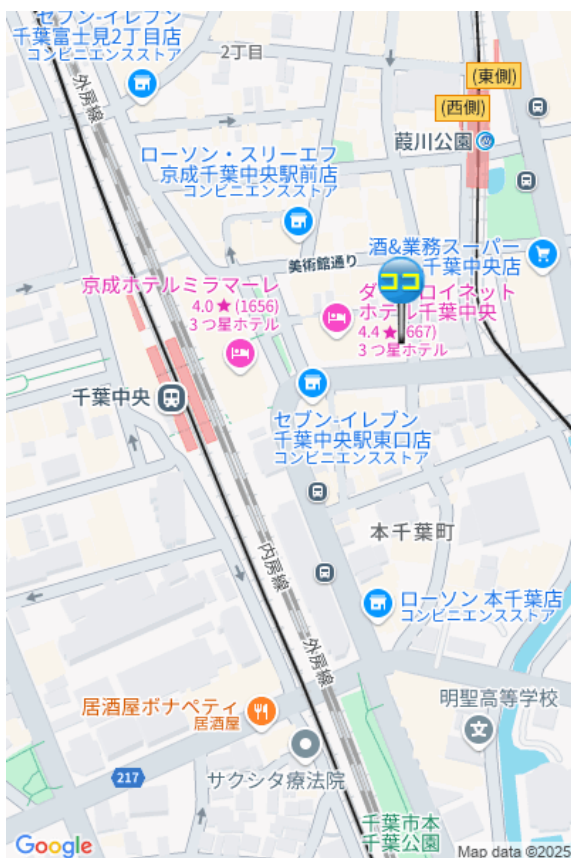 セブン-イレブン
千葉富士見2丁目店
コンビニエンスストア
2丁目
外房線
(東側)
(西側)
葭川公園
ローソン・スリーエフ
京成千葉中央駅前店
コンビニエンスストア
美術館通り
酒&業務スーパー
千葉中央店
ココ
京成ホテルミラマーレ
4.0★(1656)
3つ星ホテル
ダ
ロイネット
ホテル千葉中央
4.4★
667)
3つ星ホテル
千葉中央
セブン-イレブン
千葉中央駅東口店
コンビニエンスストア
本千葉町
内房線
ローソン 本千葉店
コンビニエンスストア
外房線
居酒屋ボナペティ
居酒屋
明聖高等学校
文
217
サクシタ療法院
千葉市本
千葉公園
Google
Map data ©2025